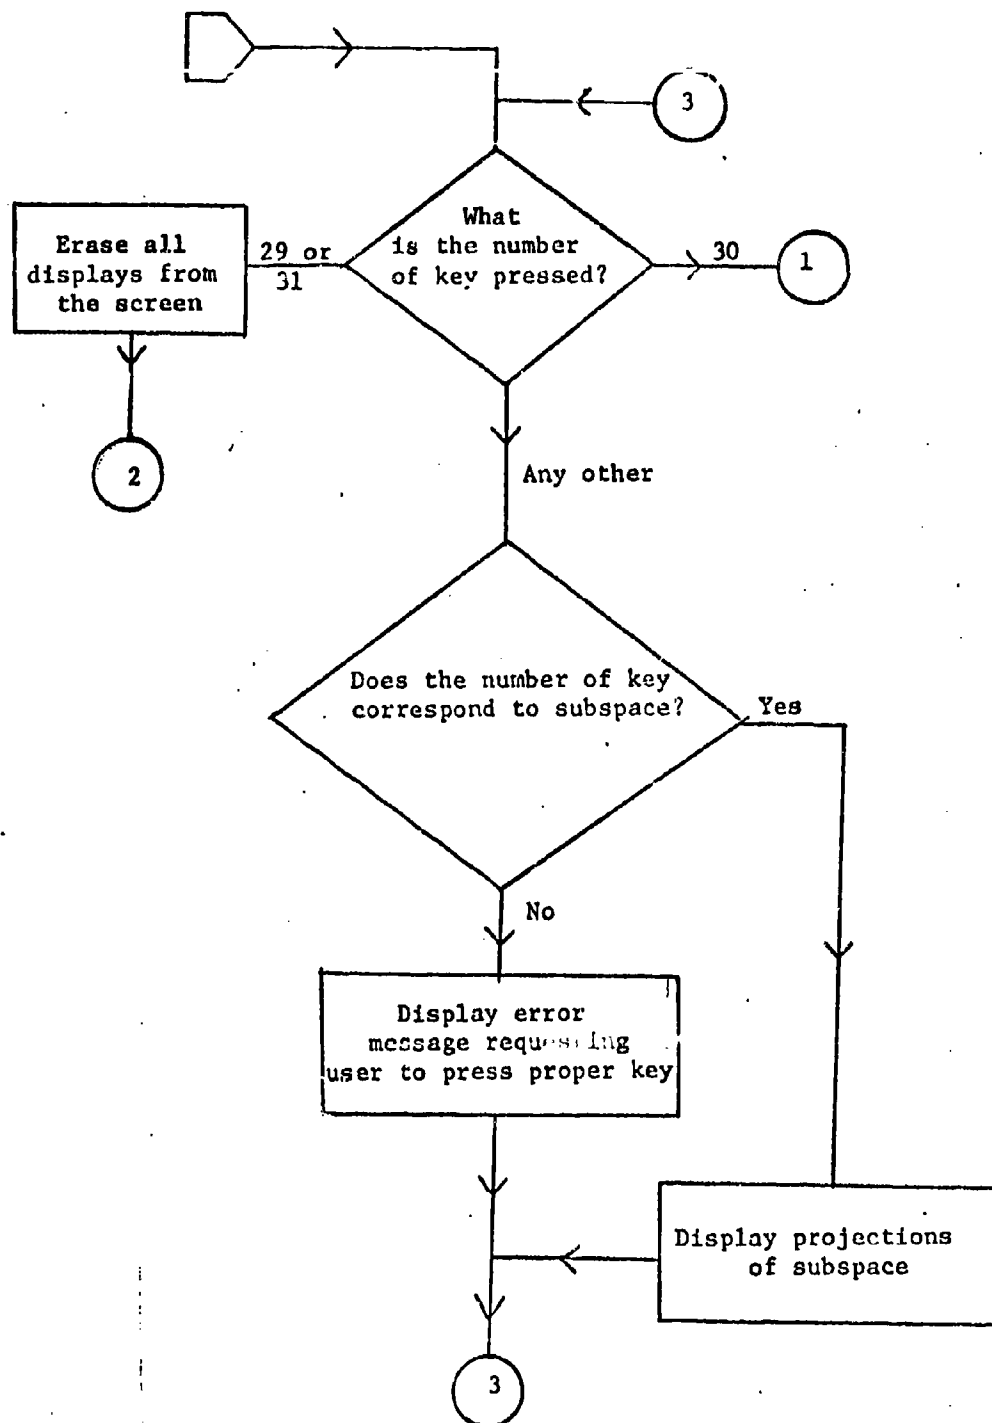 3
What
is the number
of key pressed?
29 or
31
30
1
Erase all
displays from
the screen
2
Any other
Does the number of key
correspond to subspace?
Yes
No
Display error
message requesting
user to press proper key
Display projections
of subspace
3